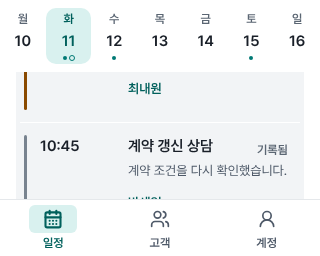 월 화 수 목 금 토 일
10 11 12 13 14 15 16
최내원
10:45 계약 갱신 상담 기록됨
계약 조건을 다시 확인했습니다.
일정 고객 계정